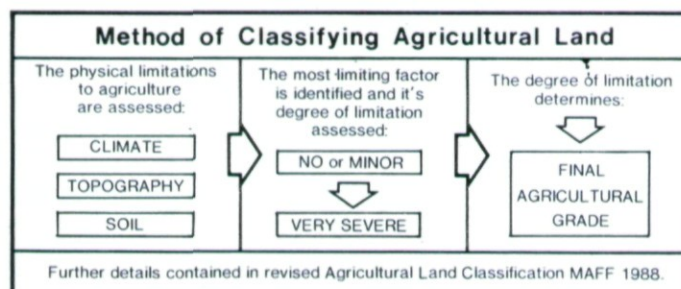 Method of Classifying Agricultural Land
The physical limitations
to agriculture
are assessed:
CLIMATE
TOPOGRAPHY
SOIL
The most limiting factor
is identified and it's
degree of limitation
assessed:
NO or MINOR
VERY SEVERE
The degree of limitation
determines:
FINAL
AGRICULTURAL
GRADE
Further details contained in revised Agricultural Land Classification MAFF 1988.